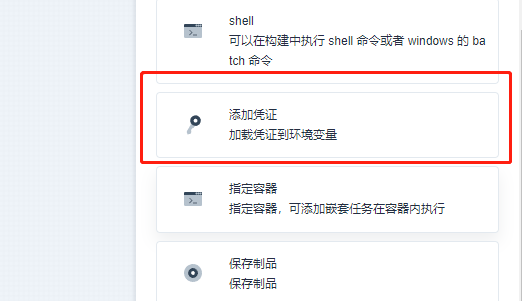 shell
可以在构建中执行 shell 命令或者 windows 的 ba
tch 命令
添加凭证
加载凭证到环境变量
指定容器
指定容器，可添加嵌套任务在容器内执行
保存制品
保存制品